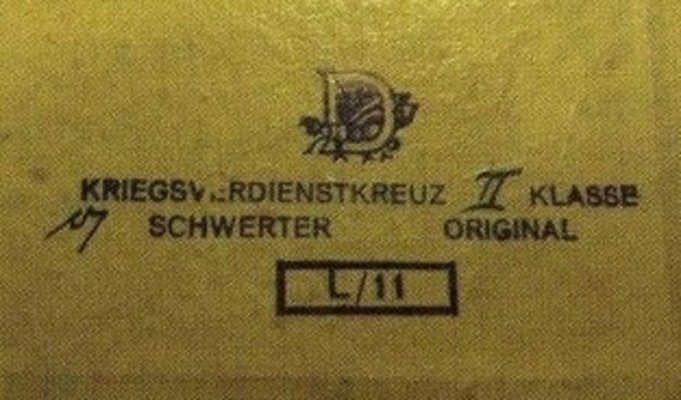 D
KRIEGSVERDIENSTKREUZ II KLASSE
SCHWERTER ORIGINAL
L/11